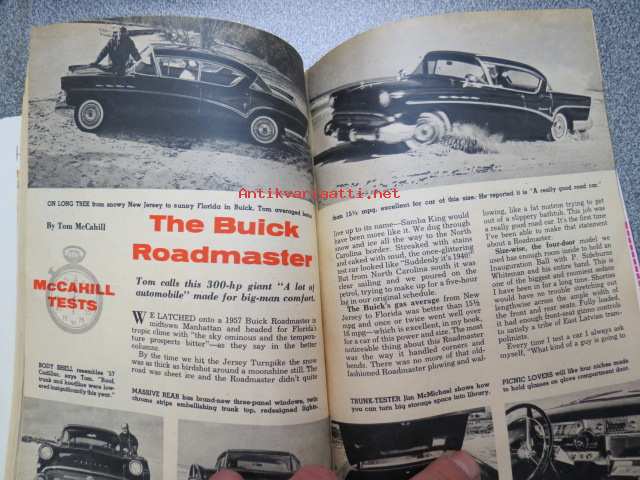 ON LONG TREK from snowy New Jersey to sunny Florida in Buick, Tom averaged better
than 15½ mpg, excellent for car of this size. He reported it is "A really good road car."
Antikvariaatti.net
By Tom McCahill
The Buick
Roadmaster
McCAHILL
TESTS
Tom calls this 300-hp giant "A lot of
automobile" made for big-man comfort.
WE LATCHED onto a 1957 Buick Roadmaster in
midtown Manhattan and headed for Florida's
tropic clime with "the sky ominous and the tempera-
ture prospects bitter"—as they say in the better
columns.
By the time we hit the Jersey Turnpike the snow
was as thick as birdshot around a moonshine still. The
road was sheet ice and the Roadmaster didn't quite
BODY SHELL resembles '57
Cadillac, says Tom. "Roof,
trunk and hoodline were low-
ered insignificantly this year."
MASSIVE REAR has brand-new three-panel windows, twin
chrome strips embellishing trunk top, redesigned lights.
live up to its name—Samba King would
have been more like it. We dug through
snow and ice all the way to the North
Carolina border. Streaked with stains
and caked with mud, the once-glittering
test car looked like "Suddenly it's 1940!"
But from North Carolina south it was
clear sailing and we poured on the
petrol, trying to make up for a five-hour
in our original schedule.
The Buick's gas average from New
Jersey to Florida was better than 15½
mpg and once or twice went well over
16 mpg—which is excellent, in my book,
for a car of this power and size. The most
noticeable thing about this Roadmaster
was the way it handled corners and
bends. There was no more of that old-
fashioned Roadmaster plowing and wal-
lowing, like a fat matron trying to get
out of a slippery bathtub. This job was
a really good road car. It's the first time
I've been able to make that statement
about a Roadmaster.
Size-wise, the four-door model we
used has enough room inside to hold an
Inauguration Ball with P.
Whiteman and his entire band. This is
one of the biggest and roomiest sedans
I have been in for a long time. Shorten
would have no trouble stretching out
lengthwise across the ample width of
the front and rear seats. Fully loaded,
it had enough front-seat gizmo controls
to satisfy a tribe of East Latvian tram-
polinists.
Every time I test a car I always ask
myself, "What kind of a guy is going to
TRUNK-TESTER Jim McMichael shows how
you can turn big storage space into library,
PICNIC LOVERS will like four niches made
to hold glasses on glove compartment door.